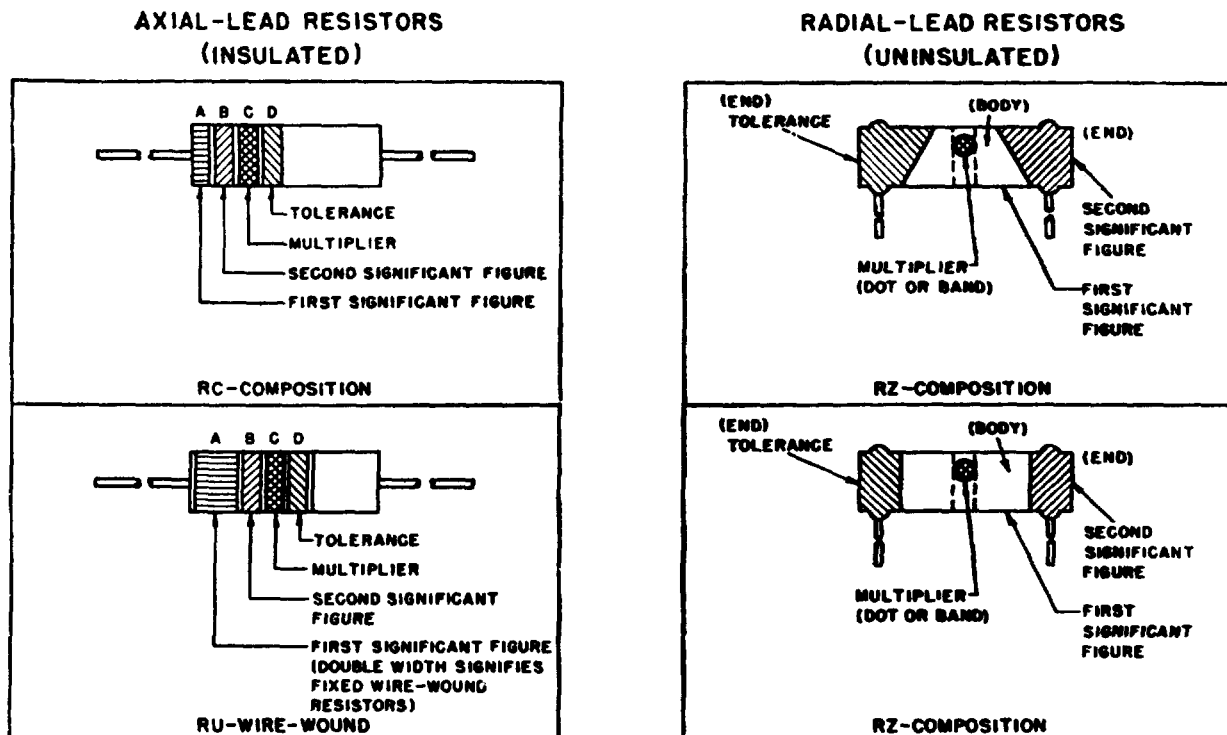 AXIAL-LEAD RESISTORS
(INSULATED)
A B C D
TOLERANCE
MULTIPLIER
SECOND SIGNIFICANT FIGURE
FIRST SIGNIFICANT FIGURE
RC-COMPOSITION
A B C D
TOLERANCE
MULTIPLIER
SECOND SIGNIFICANT
FIGURE
FIRST SIGNIFICANT FIGURE
(DOUBLE WIDTH SIGNIFIES
FIXED WIRE-WOUND
RESISTORS)
RU-WIRE-WOUND
RADIAL-LEAD RESISTORS
(UNINSULATED)
(END)
TOLERANCE
(BODY)
(END)
SECOND
SIGNIFICANT
FIGURE
MULTIPLIER
(DOT OR BAND)
FIRST
SIGNIFICANT
FIGURE
RZ-COMPOSITION
(END)
TOLERANCE
(BODY)
(END)
SECOND
SIGNIFICANT
FIGURE
MULTIPLIER
(DOT OR BAND)
FIRST
SIGNIFICANT
FIGURE
RZ-COMPOSITION